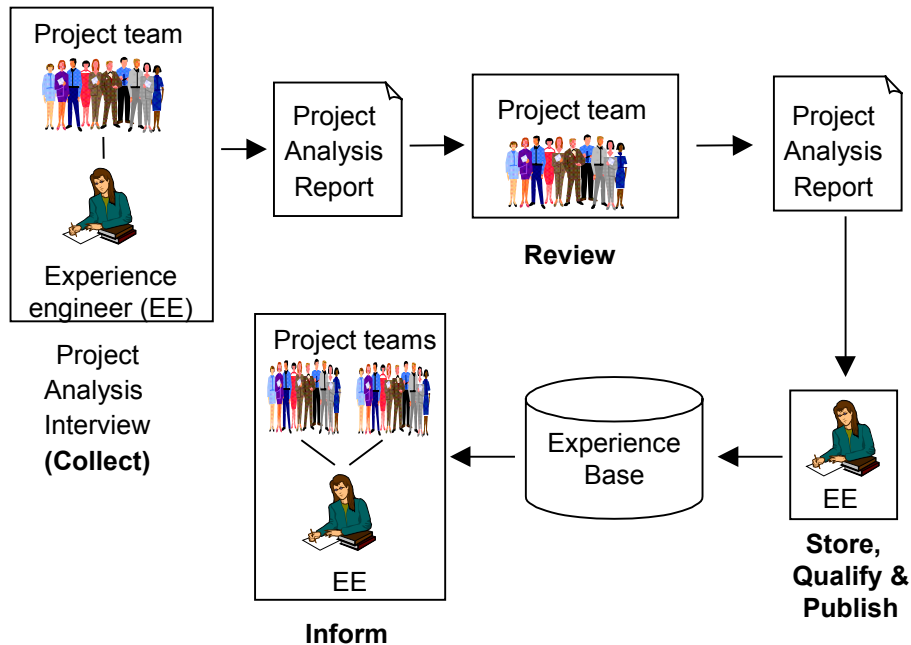 Project team
Experience
engineer (EE)
Project
Analysis
Interview
(Collect)
Project
Analysis
Report
Project team
Review
Project
Analysis
Report
EE
Store,
Qualify &
Publish
Experience
Base
Project teams
EE
Inform